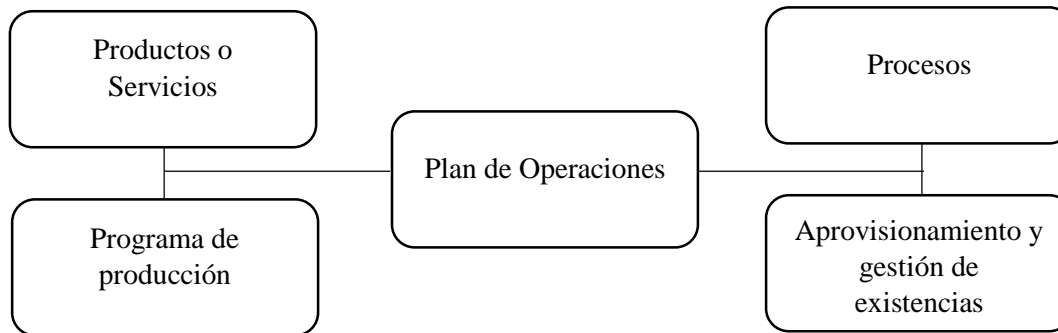 Productos o
Servicios
Procesos
Plan de Operaciones
Programa de
producción
Aprovisionamiento y
gestión de
existencias